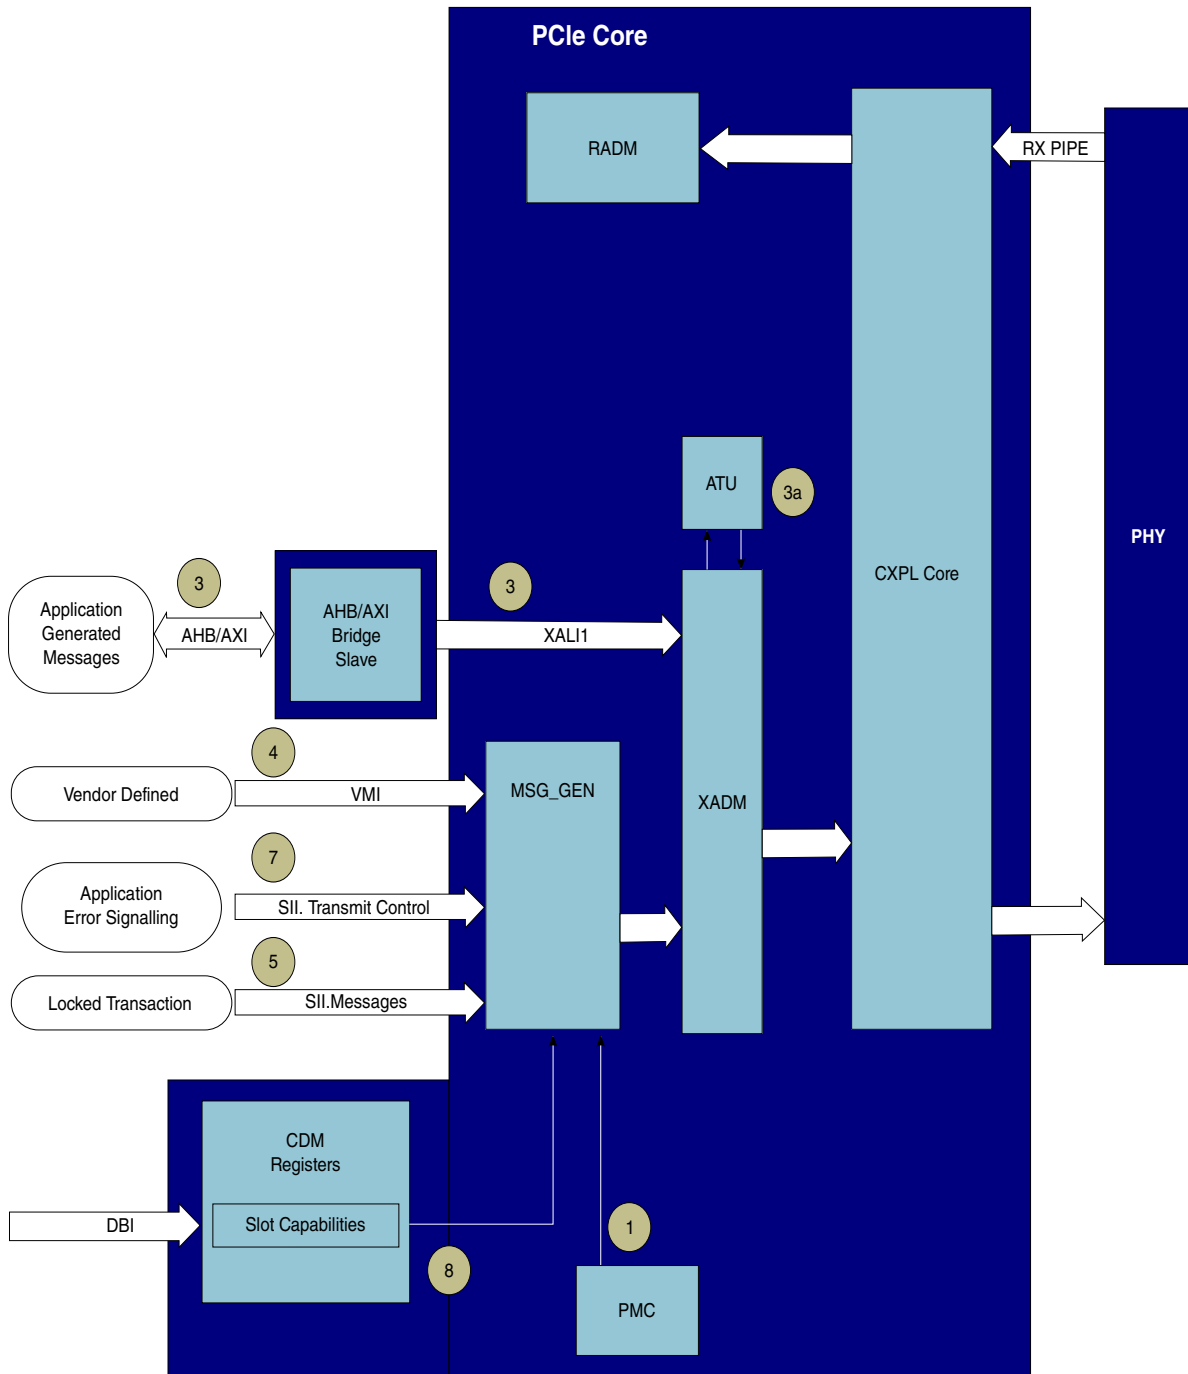 PCIe Core
RADM
RX PIPE
ATU
3a
PHY
CXPL Core
3
3
Application
Generated
Messages
AHB/AXI
AHB/AXI
Bridge
Slave
XALI1
4
Vendor Defined
VMI
MSG_GEN
XADM
7
Application
Error Signalling
SII. Transmit Control
5
Locked Transaction
SII.Messages
CDM
Registers
DBI
Slot Capabilities
1
8
PMC